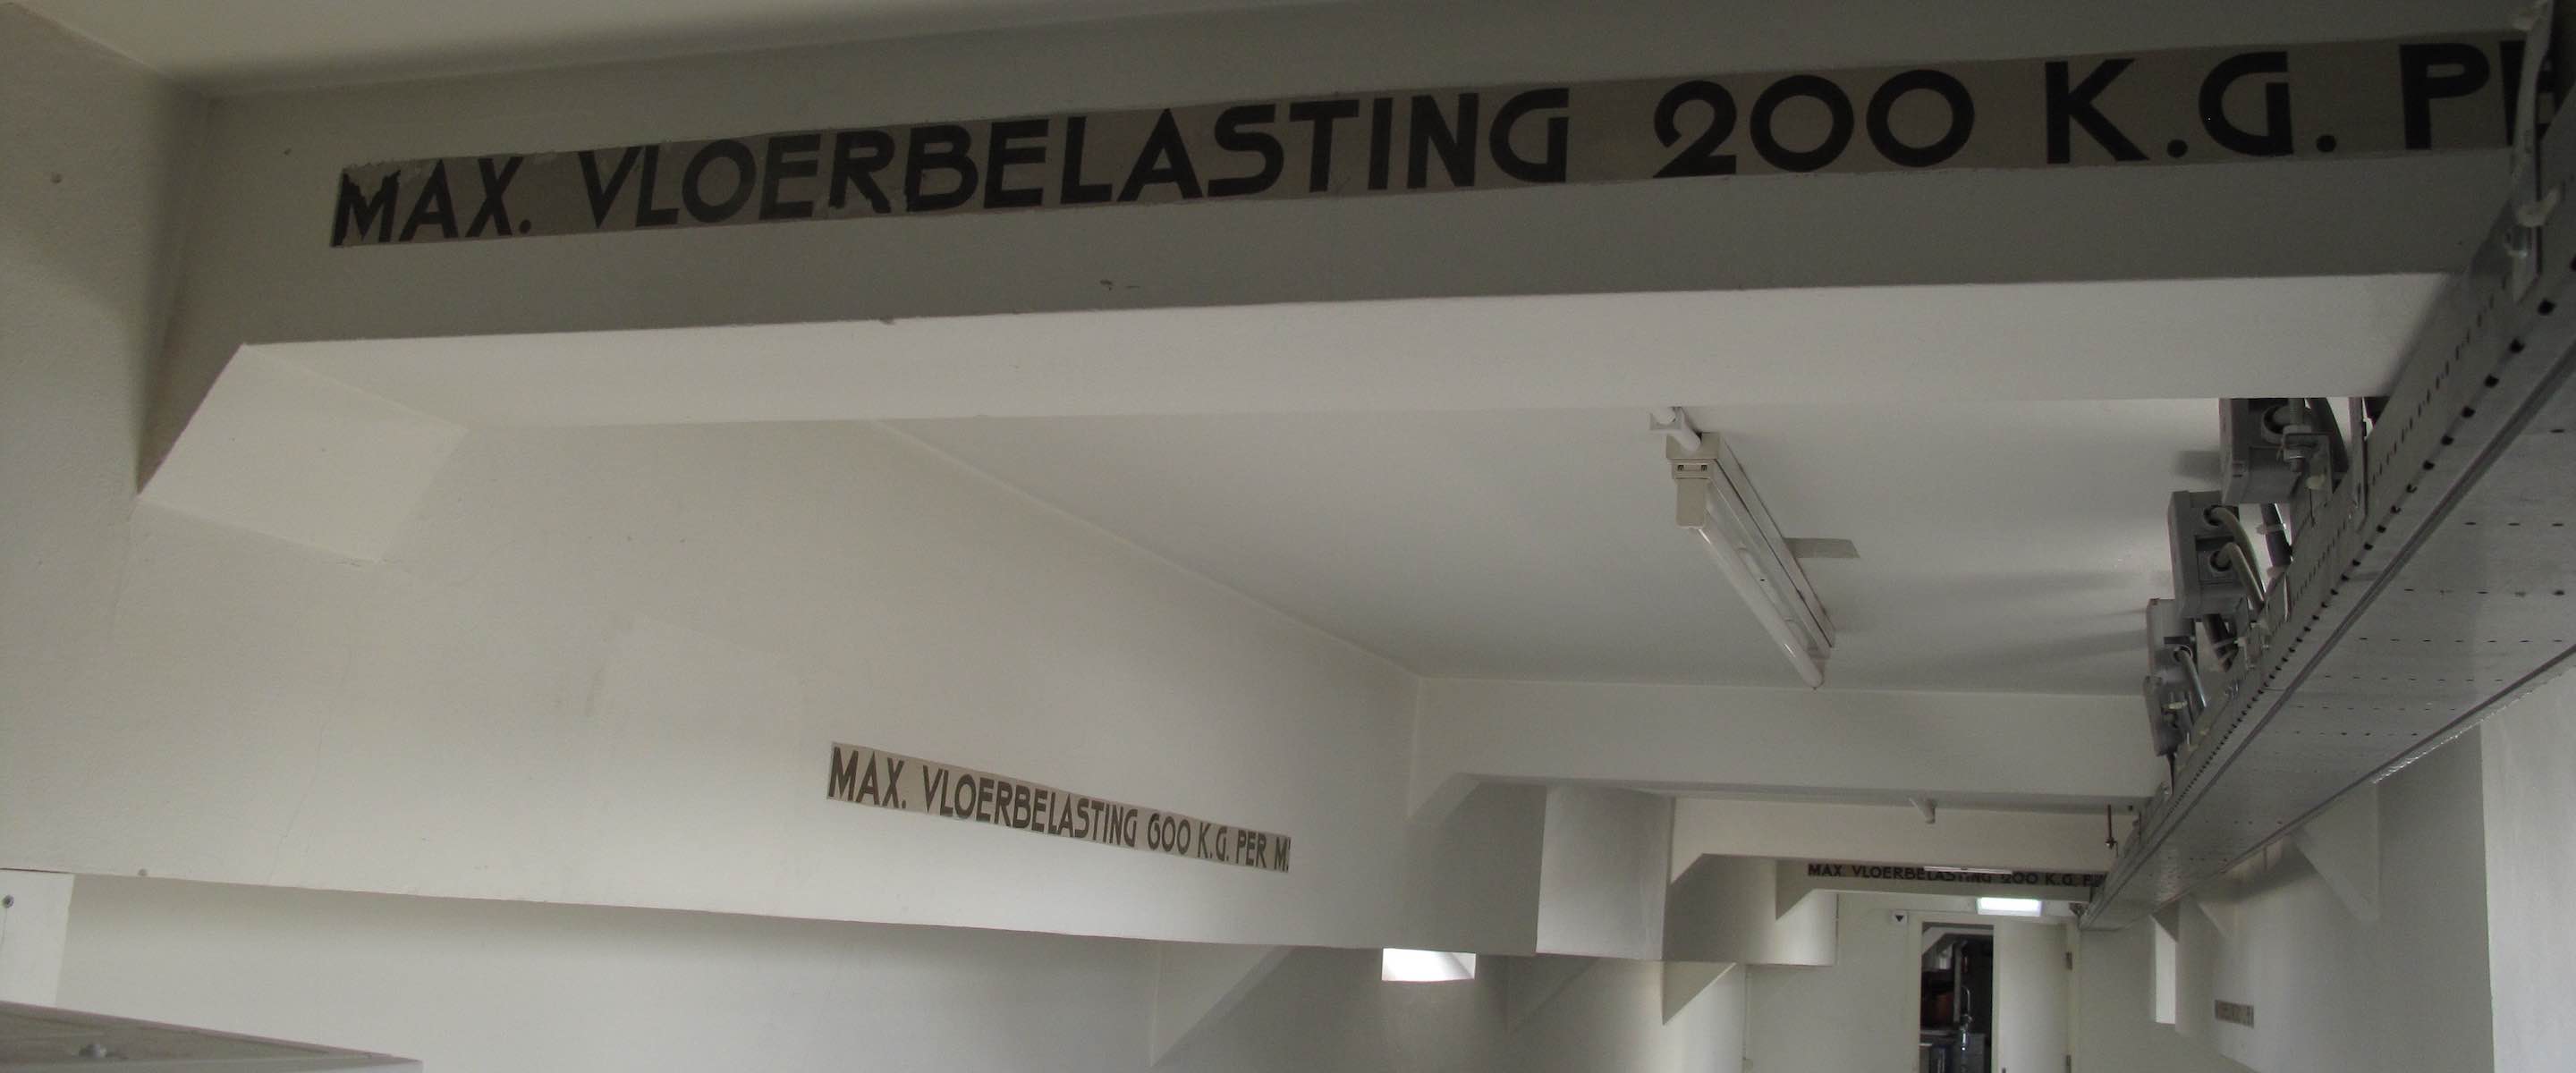 MAX. VLOERBELASTING 200 K.G. P
MAX. VLOERBELASTING 600 K.G. PER M.
MAX. VLOERBELASTING 200 K.G. P